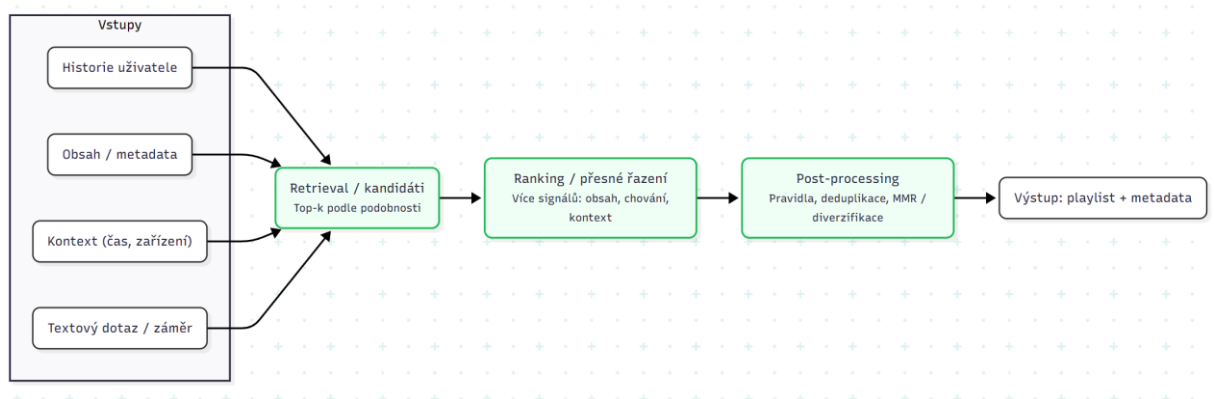 Vstupy
Historie uživatele
Obsah / metadata
Kontext (čas, zařízení)
Textový dotaz / záměr
Retrieval / kandidáti
Top-k podle podobnosti
Ranking / přesné řazení
Více signálů: obsah, chování,
kontext
Post-processing
Pravidla, deduplikace, MMR /
diverzifikace
Výstup: playlist + metadata